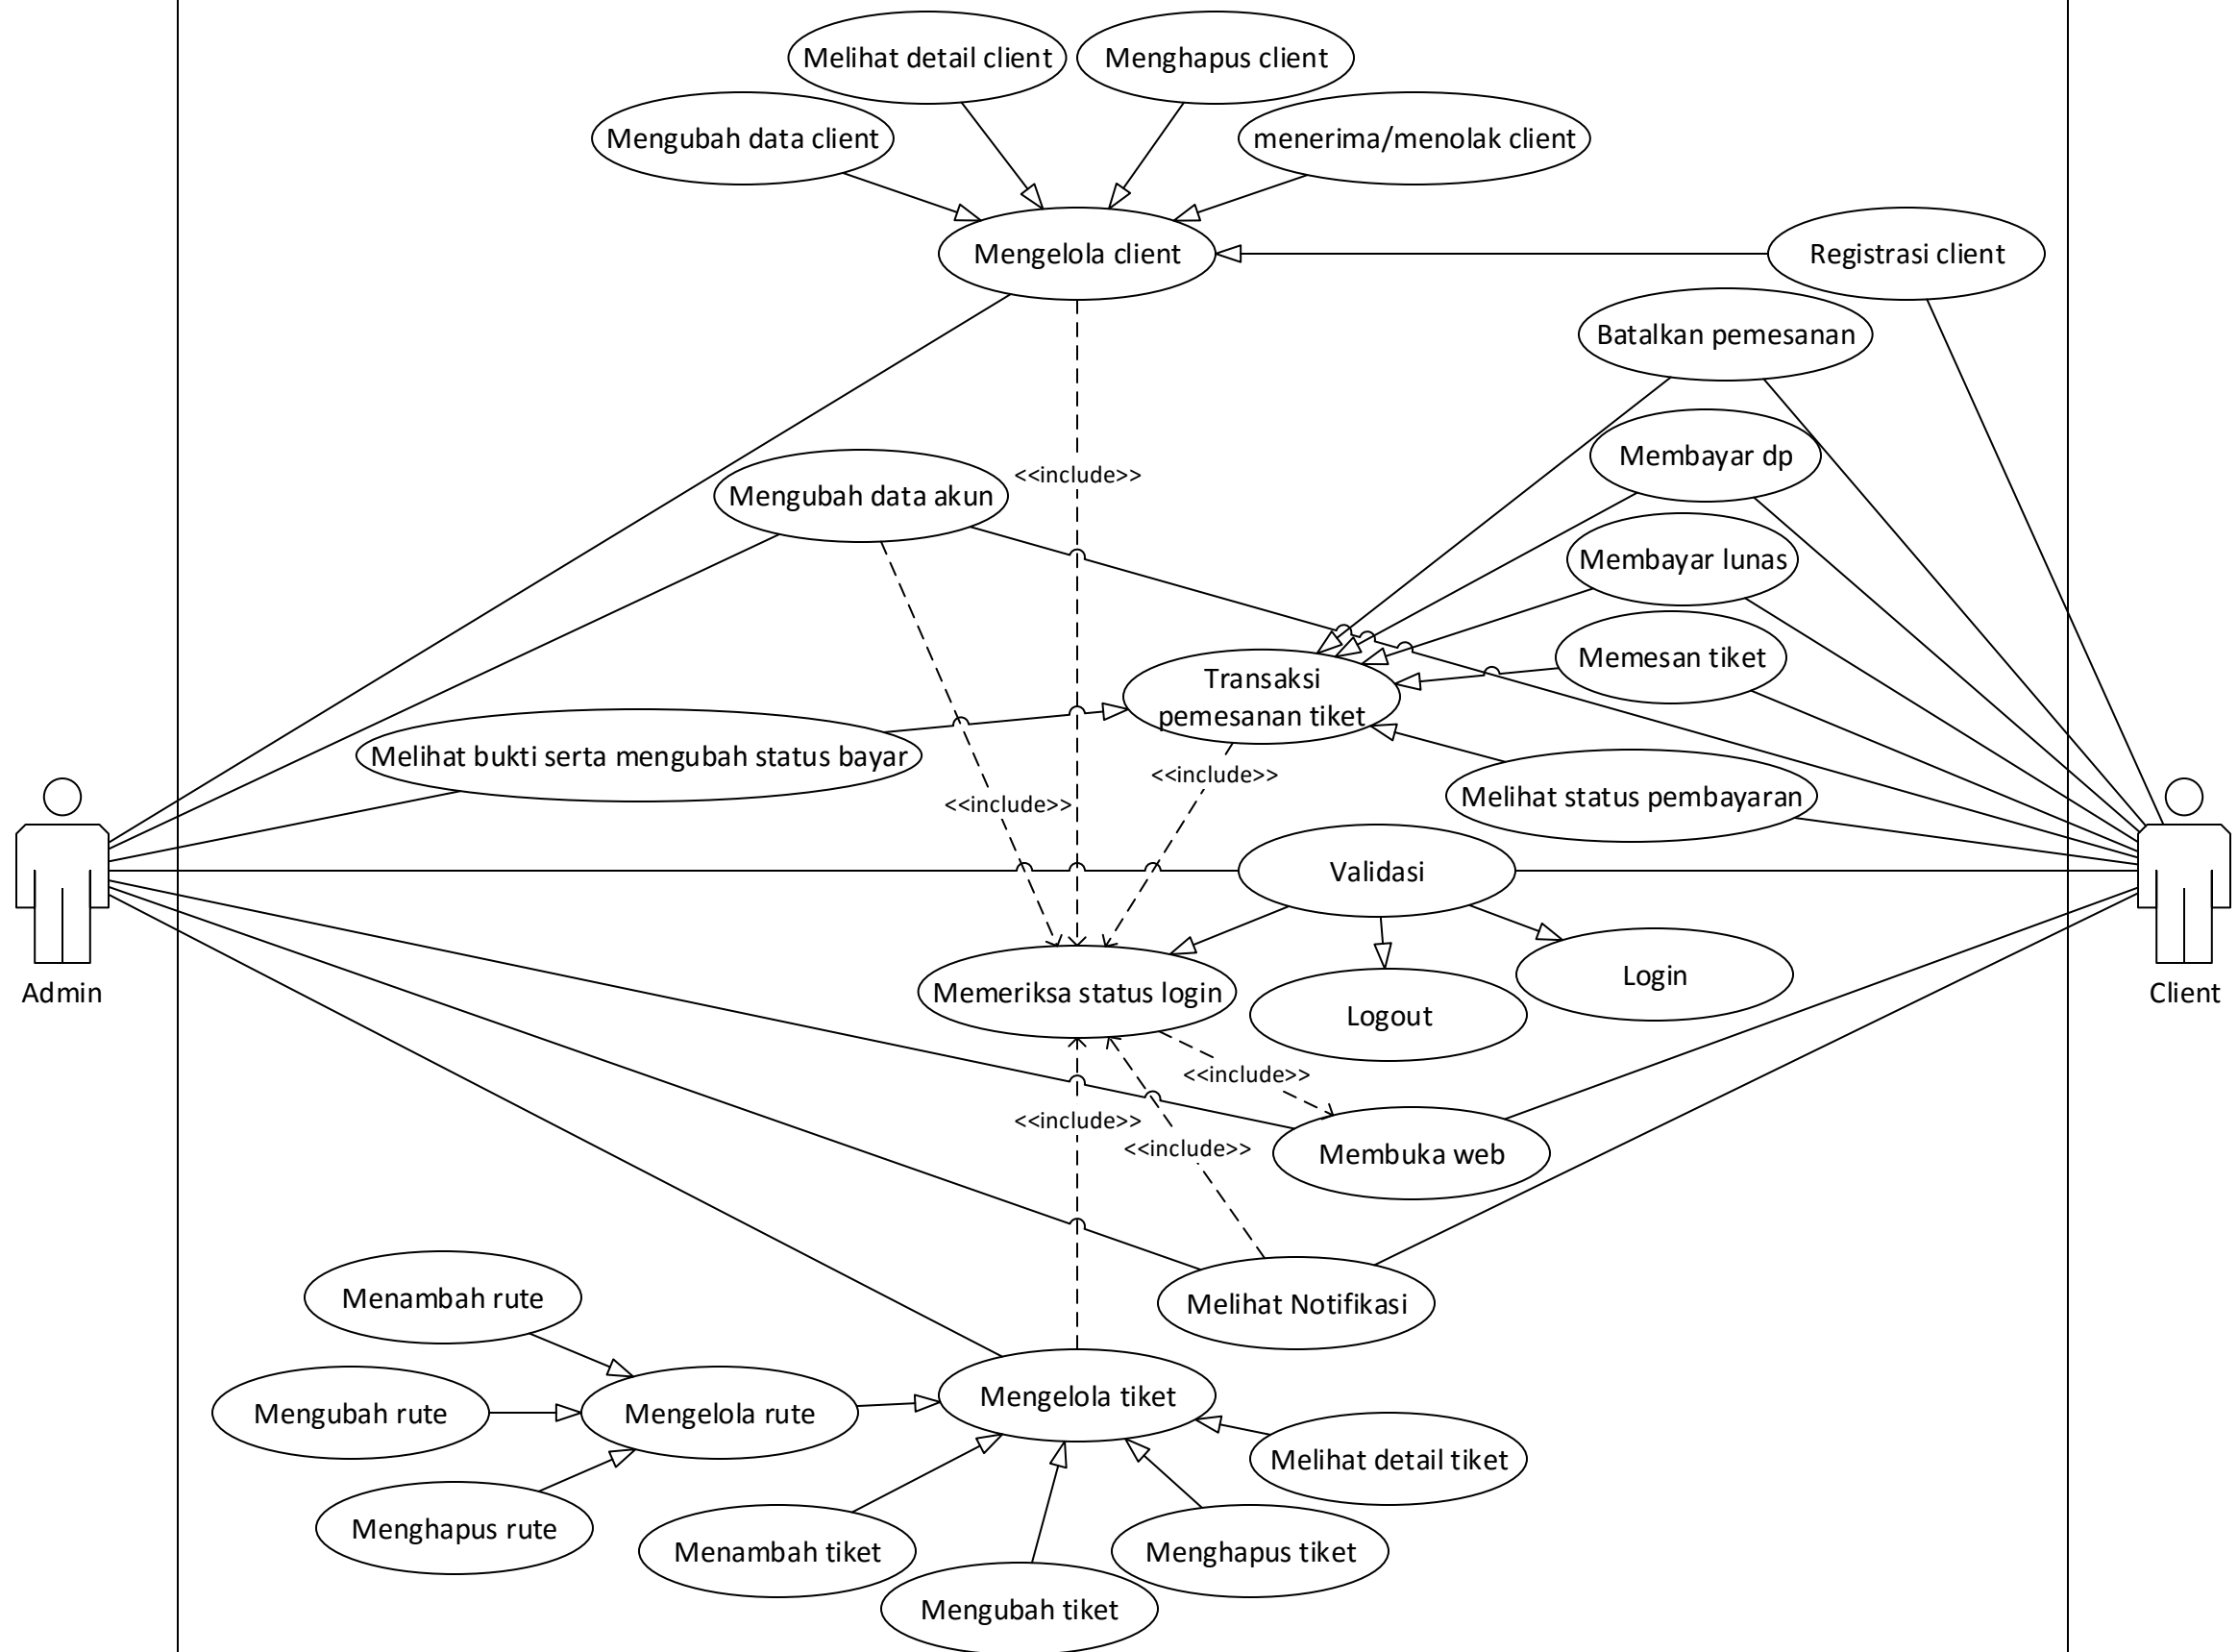 Melihat detail client
Menghapus client
Mengubah data client
menerima/menolak client
Mengelola client
Registrasi client
Batalkan pemesanan
Membayar dp
<<include>>
Mengubah data akun
Membayar lunas
Memesan tiket
Transaksi
pemesanan tiket
Melihat bukti serta mengubah status bayar
<<include>>
Melihat status pembayaran
<<include>>
Validasi
Memeriksa status login
Login
Logout
Admin
Client
<<include>>
<<include>>
<<include>>
Membuka web
Menambah rute
Melihat Notifikasi
Mengelola tiket
Mengubah rute
Mengelola rute
Melihat detail tiket
Menghapus rute
Menambah tiket
Menghapus tiket
Mengubah tiket